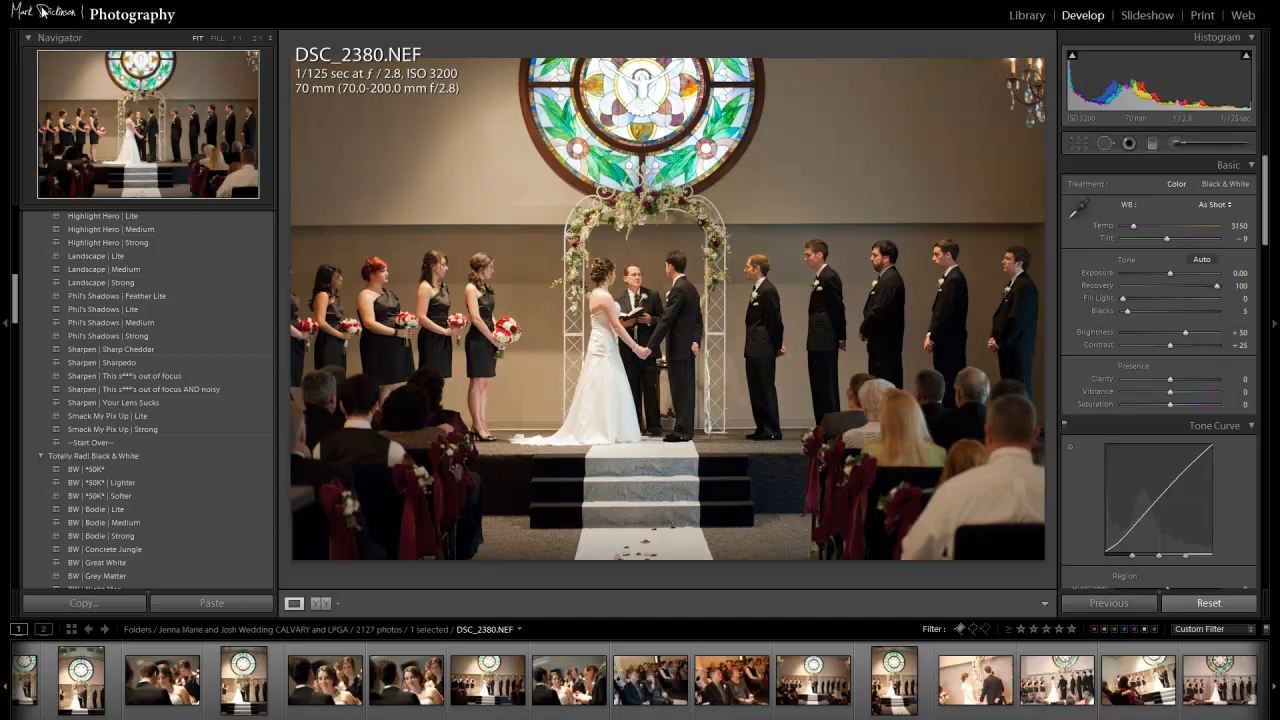 Mark Dickinson | Photography
Library | Develop | Slideshow | Print | Web
Navigator FIT FILL 1:1 2:1
DSC_2380.NEF
1/125 sec at ƒ / 2.8, ISO 3200
70 mm (70.0-200.0 mm f/2.8)
Highlight Hero | Lite
Highlight Hero | Medium
Highlight Hero | Strong
Landscape | Lite
Landscape | Medium
Landscape | Strong
Phil's Shadows | Feather Lite
Phil's Shadows | Lite
Phil's Shadows | Medium
Phil's Shadows | Strong
Sharpen | Sharp Cheddar
Sharpen | Sharpedo
Sharpen | This s***'s out of focus
Sharpen | This s***'s out of focus AND noisy
Sharpen | Your Lens Sucks
Smack My Pix Up | Lite
Smack My Pix Up | Strong
--Start Over--
Totally Rad! Black & White
BW | *50K*
BW | *50K* | Lighter
BW | *50K* | Softer
BW | Bodie | Lite
BW | Bodie | Medium
BW | Bodie | Strong
BW | Concrete Jungle
BW | Great White
BW | Grey Matter
Copy... Paste
Histogram
ISO 3200 70 mm ƒ / 2.8 1/125 sec
Basic
Treatment : Color Black & White
WB : As Shot
Temp 3150
Tint - 9
Tone Auto
Exposure 0.00
Recovery 100
Fill Light 0
Blacks 5
Brightness + 50
Contrast + 25
Presence
Clarity 0
Vibrance 0
Saturation 0
Tone Curve
Region
Previous Reset
1 2 Folders / Jenna Marie and Josh Wedding CALVARY and LPGA / 2127 photos / 1 selected / DSC_2380.NEF Filter : ≥ Custom Filter